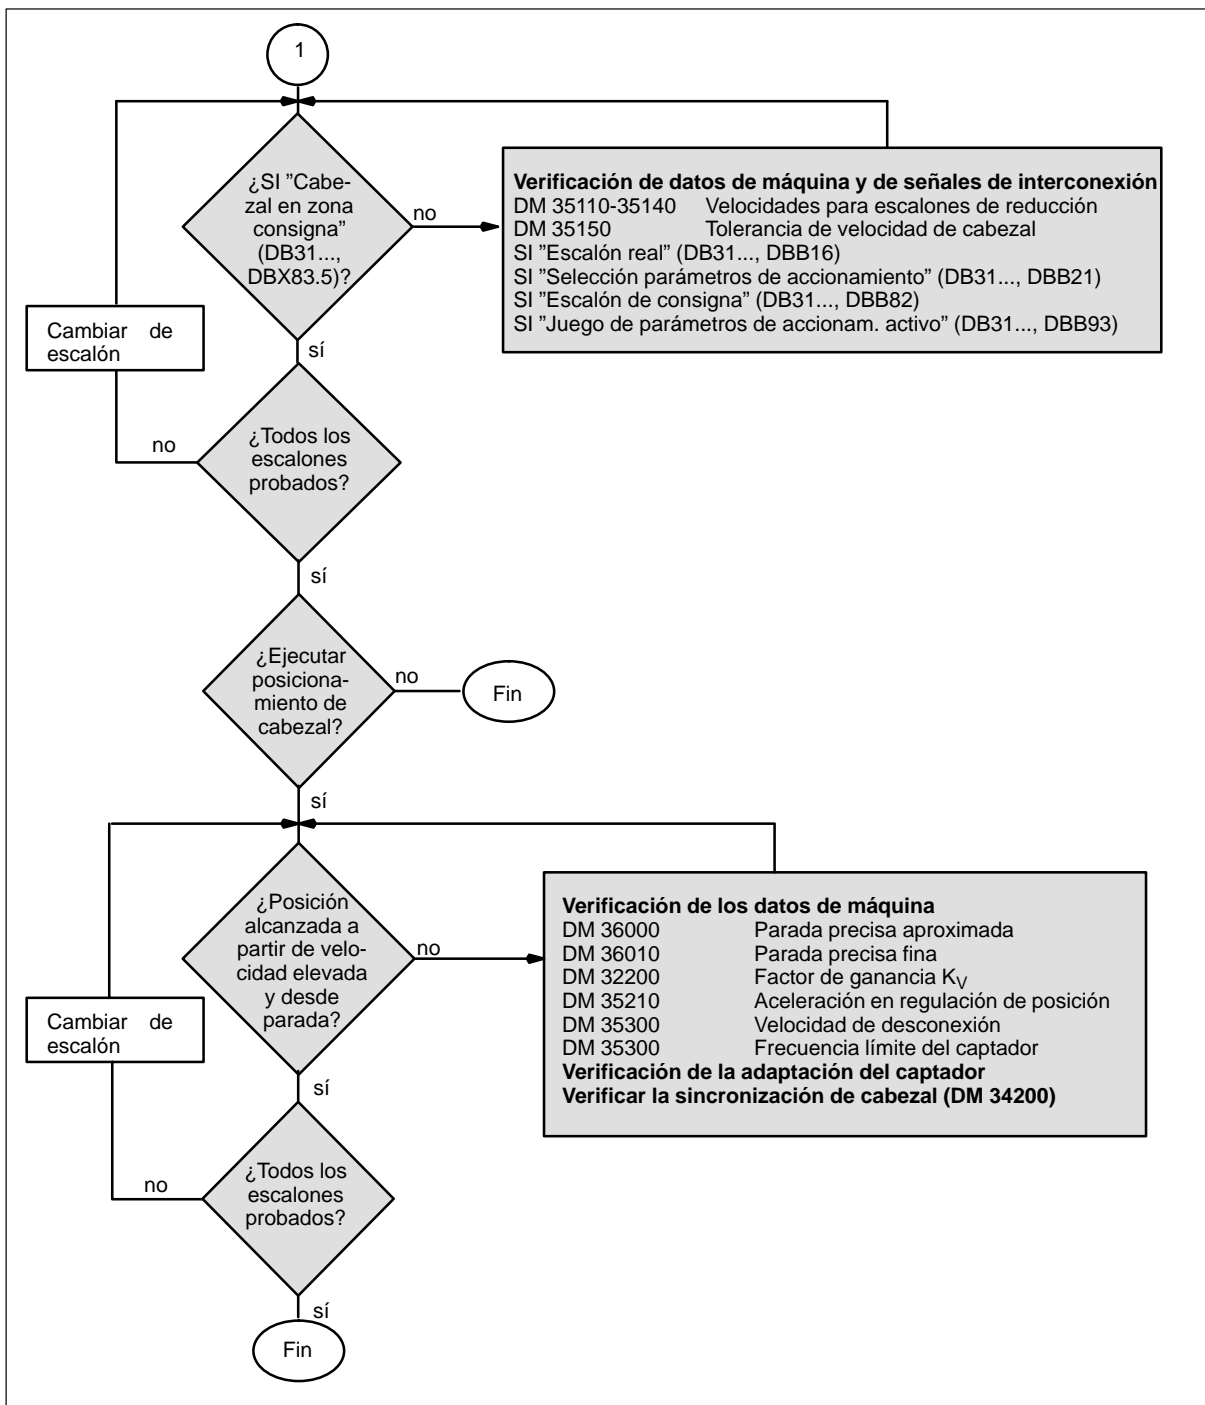 1
¿SI ”Cabe-
zal en zona
consigna”
(DB31...,
DBX83.5)?
no
Verificación de datos de máquina y de señales de interconexión
DM 35110-35140 Velocidades para escalones de reducción
DM 35150 Tolerancia de velocidad de cabezal
SI ”Escalón real” (DB31..., DBB16)
SI ”Selección parámetros de accionamiento” (DB31..., DBB21)
SI ”Escalón de consigna” (DB31..., DBB82)
SI ”Juego de parámetros de accionam. activo” (DB31..., DBB93)
Cambiar de
escalón
sí
no
¿Todos los
escalones
probados?
sí
¿Ejecutar
posiciona-
miento de
cabezal?
no
Fin
sí
¿Posición
alcanzada a
partir de velo-
cidad elevada
y desde
parada?
no
Verificación de los datos de máquina
DM 36000 Parada precisa aproximada
DM 36010 Parada precisa fina
DM 32200 Factor de ganancia KV
DM 35210 Aceleración en regulación de posición
DM 35300 Velocidad de desconexión
DM 35300 Frecuencia límite del captador
Verificación de la adaptación del captador
Verificar la sincronización de cabezal (DM 34200)
Cambiar de
escalón
sí
no
¿Todos los
escalones
probados?
sí
Fin